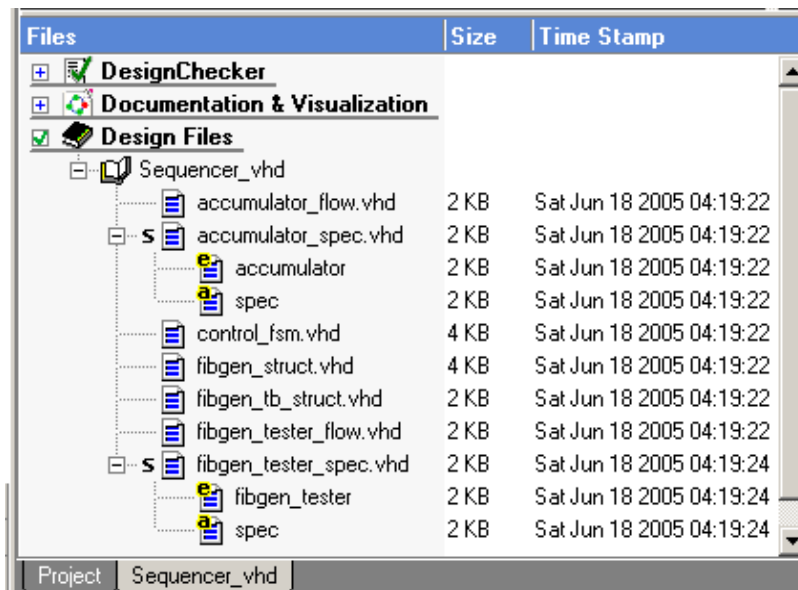 Files Size Time Stamp
DesignChecker
Documentation & Visualization
Design Files
Sequencer_vhd
accumulator_flow.vhd 2 KB Sat Jun 18 2005 04:19:22
S accumulator_spec.vhd 2 KB Sat Jun 18 2005 04:19:22
e accumulator 2 KB Sat Jun 18 2005 04:19:22
a spec 2 KB Sat Jun 18 2005 04:19:22
control_fsm.vhd 4 KB Sat Jun 18 2005 04:19:22
fibgen_struct.vhd 4 KB Sat Jun 18 2005 04:19:22
fibgen_tb_struct.vhd 2 KB Sat Jun 18 2005 04:19:22
fibgen_tester_flow.vhd 2 KB Sat Jun 18 2005 04:19:22
S fibgen_tester_spec.vhd 2 KB Sat Jun 18 2005 04:19:24
e fibgen_tester 2 KB Sat Jun 18 2005 04:19:24
a spec 2 KB Sat Jun 18 2005 04:19:24
Project Sequencer_vhd